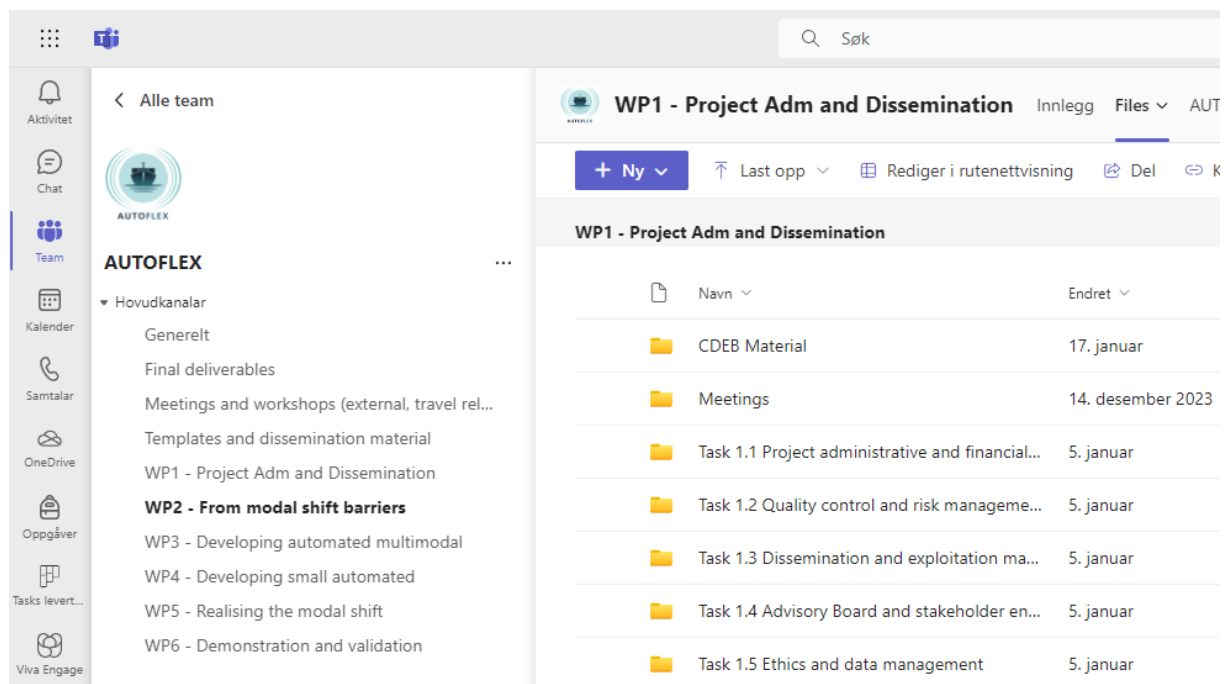 Søk
Aktivitet
Chat
Team
Kalender
Samtalar
OneDrive
Oppgåver
Tasks levert...
Viva Engage
Alle team
AUTOFLEX
AUTOFLEX
Hovudkanalar
Generelt
Final deliverables
Meetings and workshops (external, travel rel...
Templates and dissemination material
WP1 - Project Adm and Dissemination
WP2 - From modal shift barriers
WP3 - Developing automated multimodal
WP4 - Developing small automated
WP5 - Realising the modal shift
WP6 - Demonstration and validation
AUTOFLEX
WP1 - Project Adm and Dissemination Innlegg Files AUT
Ny Last opp Rediger i rutenettvisning Del K
WP1 - Project Adm and Dissemination
Navn Endret
CDEB Material 17. januar
Meetings 14. desember 2023
Task 1.1 Project administrative and financial... 5. januar
Task 1.2 Quality control and risk manageme... 5. januar
Task 1.3 Dissemination and exploitation ma... 5. januar
Task 1.4 Advisory Board and stakeholder en... 5. januar
Task 1.5 Ethics and data management 5. januar